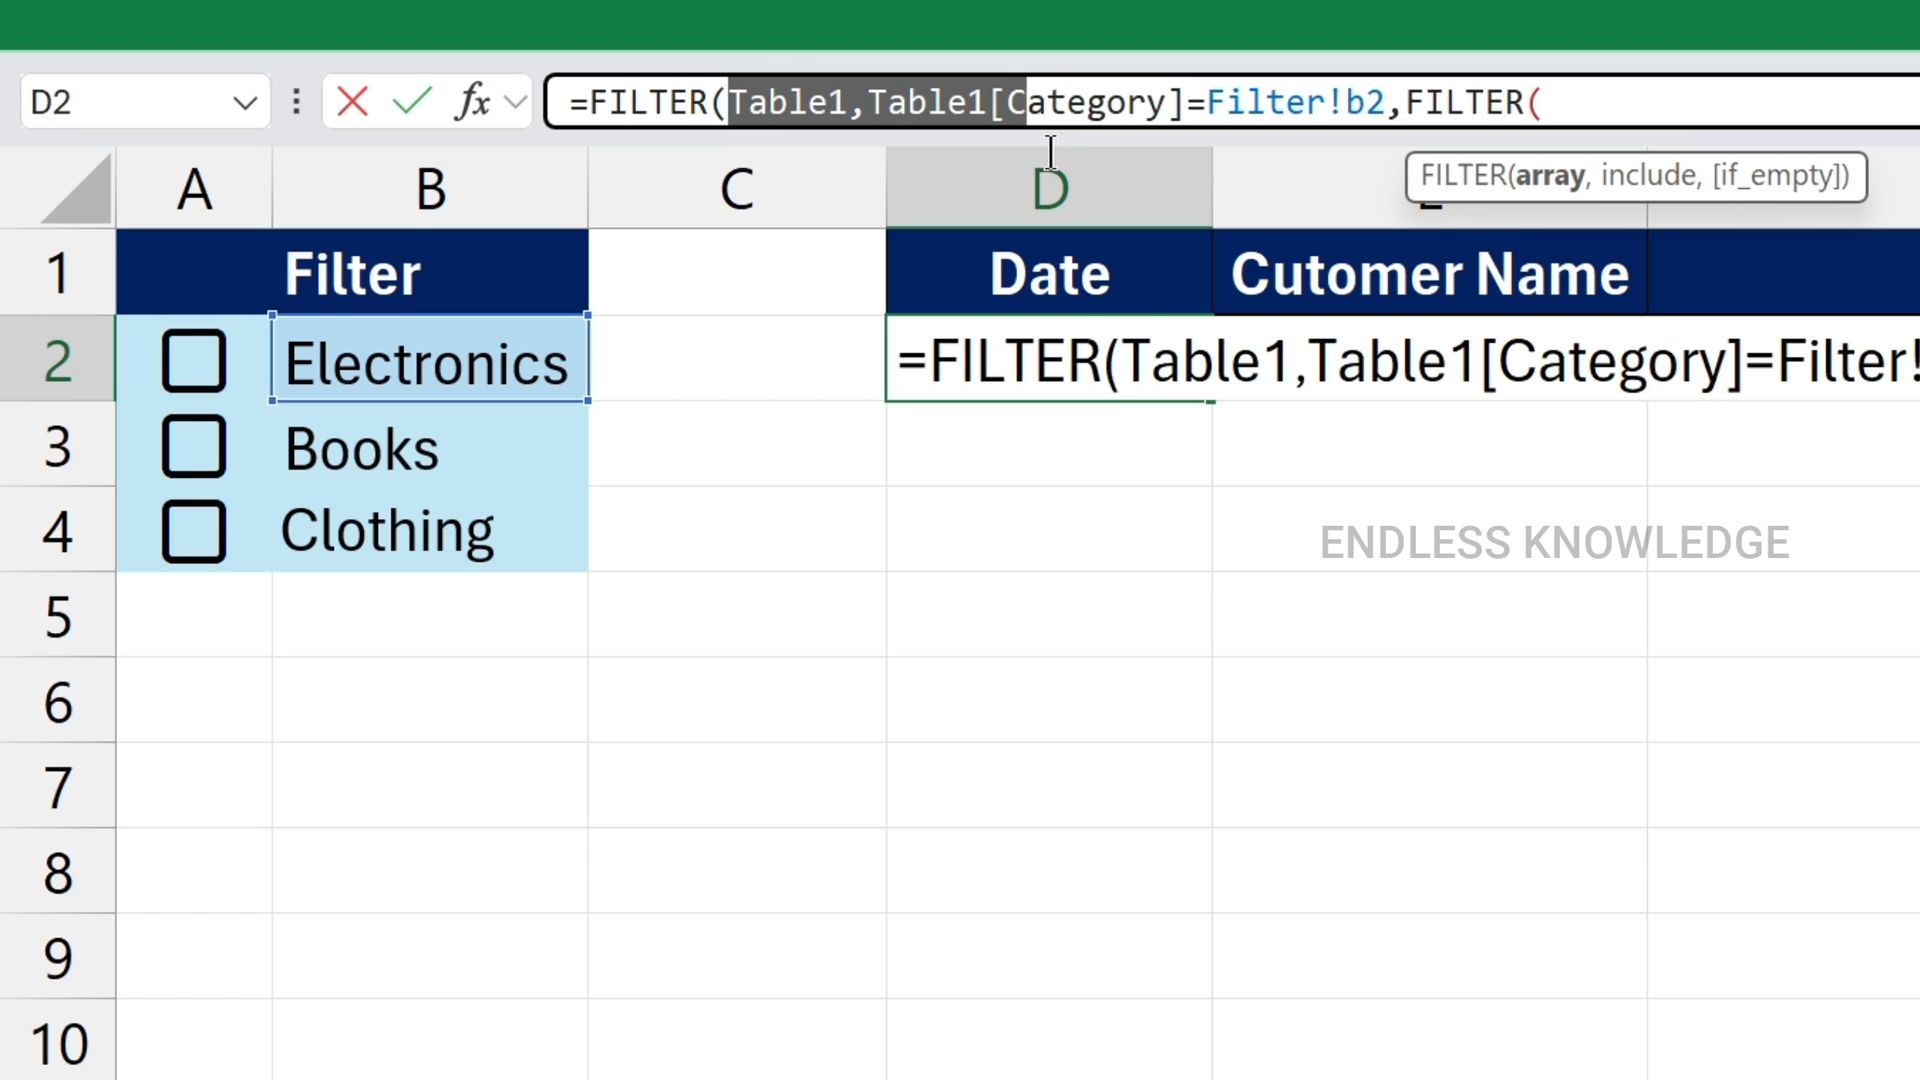 D2 fx =FILTER(Table1,Table1[Category]=Filter!b2,FILTER(
FILTER(array, include, [if_empty])
A B C D
1 Filter Date Cutomer Name
2 Electronics =FILTER(Table1,Table1[Category]=Filter!
3 Books
4 Clothing
ENDLESS KNOWLEDGE
5
6
7
8
9
10